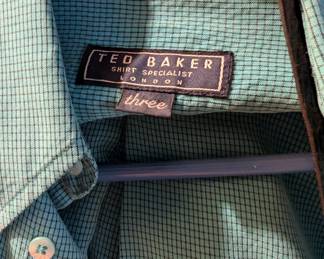 TED BAKER
SHIRT SPECIALIST
LONDON
three